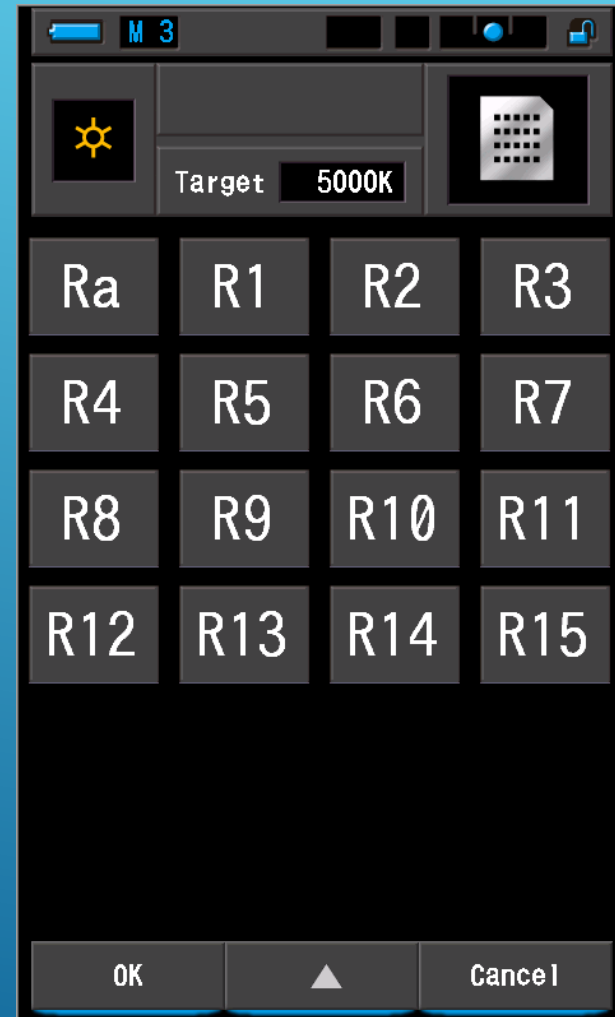 M 3
Target 5000K
Ra R1 R2 R3
R4 R5 R6 R7
R8 R9 R10 R11
R12 R13 R14 R15
OK Cancel